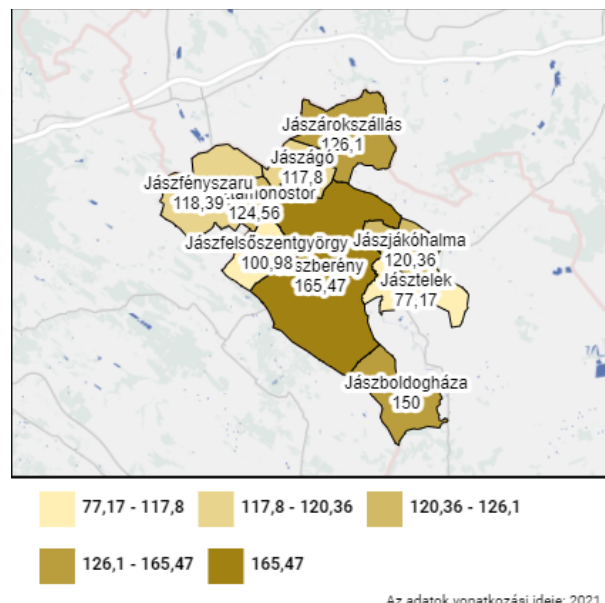 Jászárokszállás
126,1
Jászágó
117,8
Jászfényszaru
118,39
124,56
Jászfelsőszentgyörgy
100,98
Jászjákóhalma
120,36
165,47
Jásztelek
77,17
Jászboldogháza
150
77,17 - 117,8
117,8 - 120,36
120,36 - 126,1
126,1 - 165,47
165,47
Az adatok vonatkozási ideje: 2021